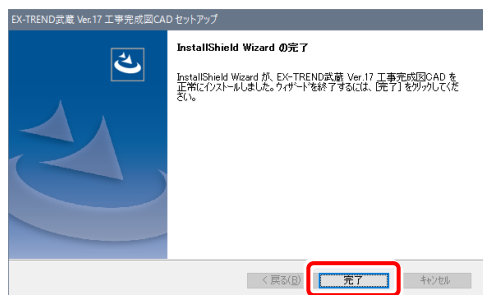 EX-TREND武蔵 Ver.17 工事完成図CAD セットアップ
InstallShield Wizard の完了
InstallShield Wizard が、EX-TREND武蔵 Ver.17 工事完成図CAD を
正常にインストールしました。ウィザードを終了するには、[完了] をクリックしてくだ
さい。
< 戻る(B)
完了
キャンセル